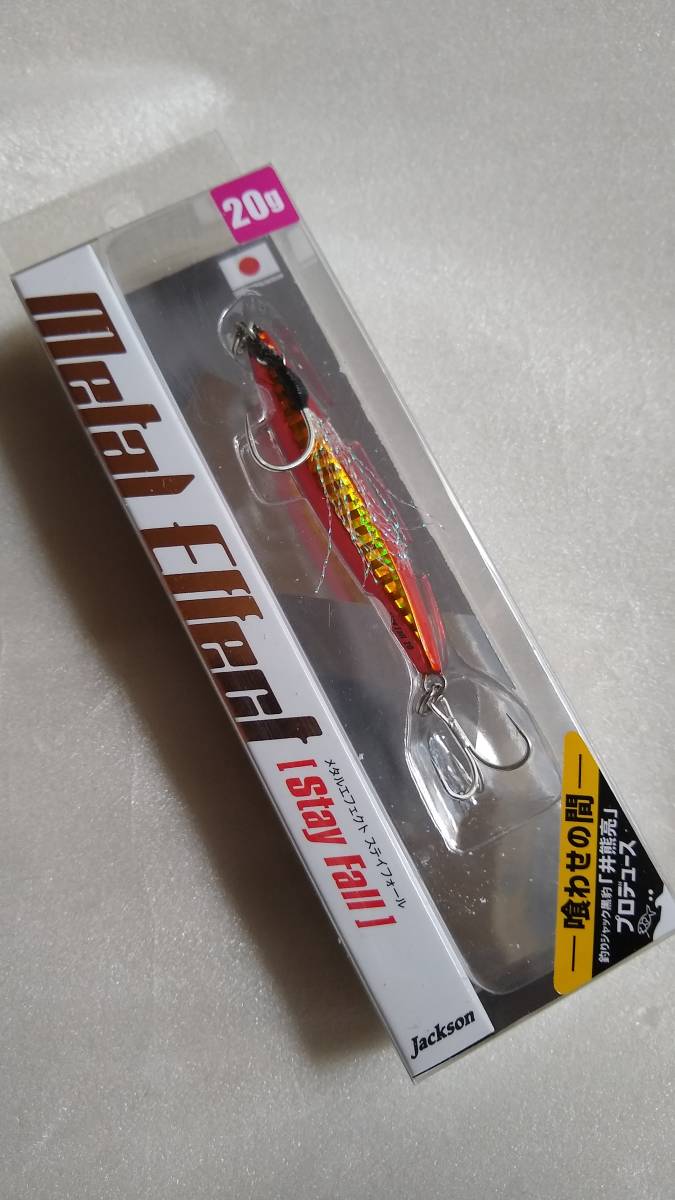 20g
Metal Effect
メタルエフェクト ステイフォール
[ Stay Fall ]
Jackson
喰わせの間
釣りジャック黒豹「井熊亮」
プロデュース